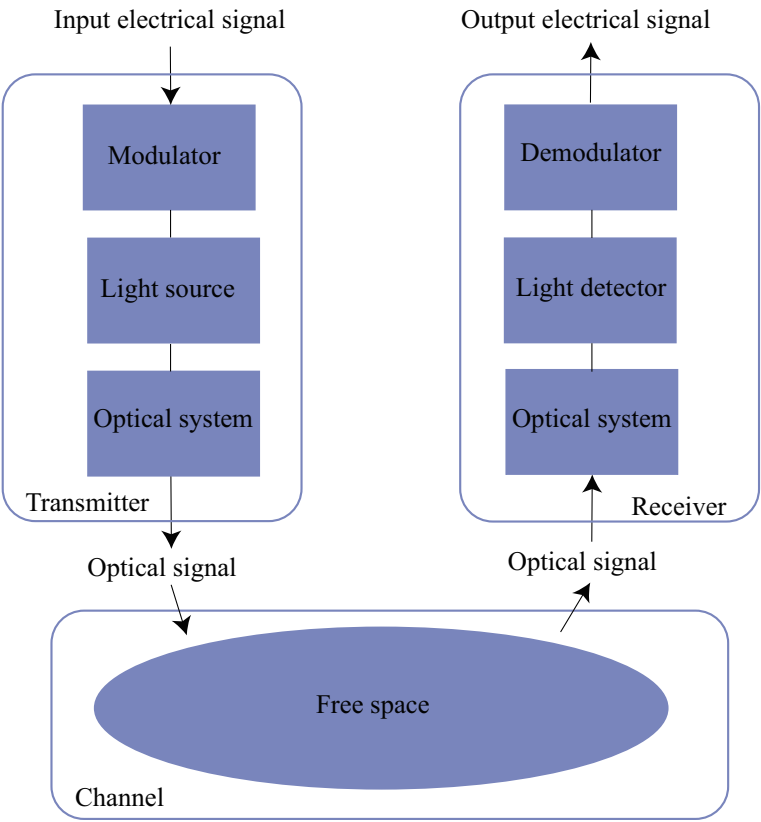 Input electrical signal
Modulator
Light source
Optical system
Transmitter
Optical signal
Output electrical signal
Demodulator
Light detector
Optical system
Receiver
Optical signal
Free space
Channel